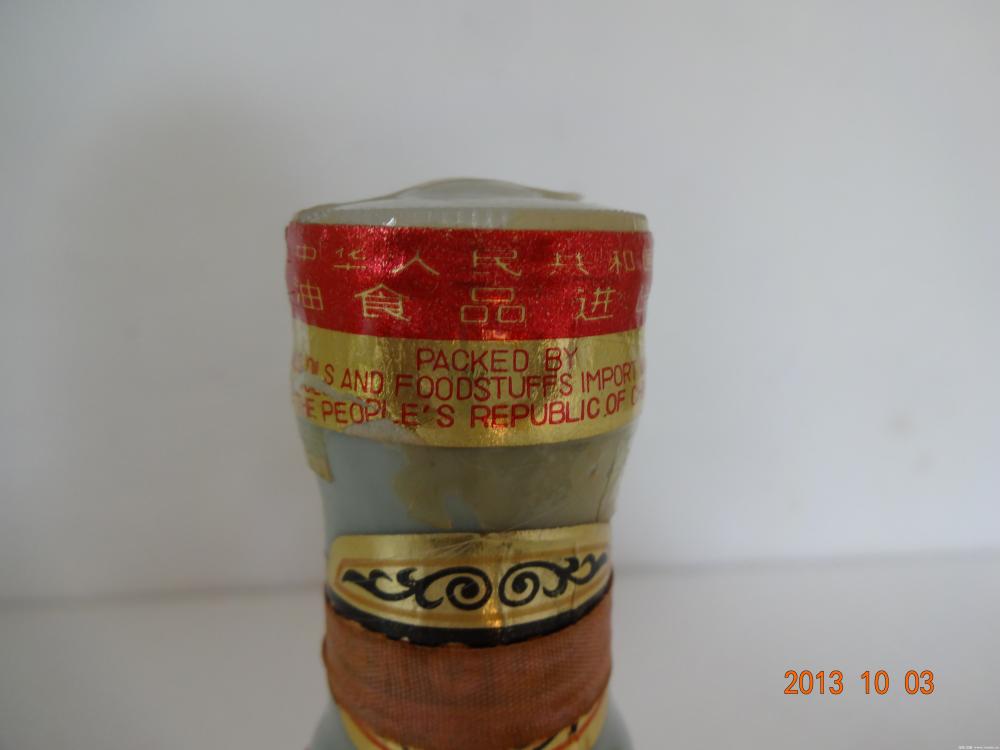 中华人民共和
油食品进
PACKED BY
S AND FOODSTUFFS IMPORT
PEOPLE'S REPUBLIC OF
2013 10 03